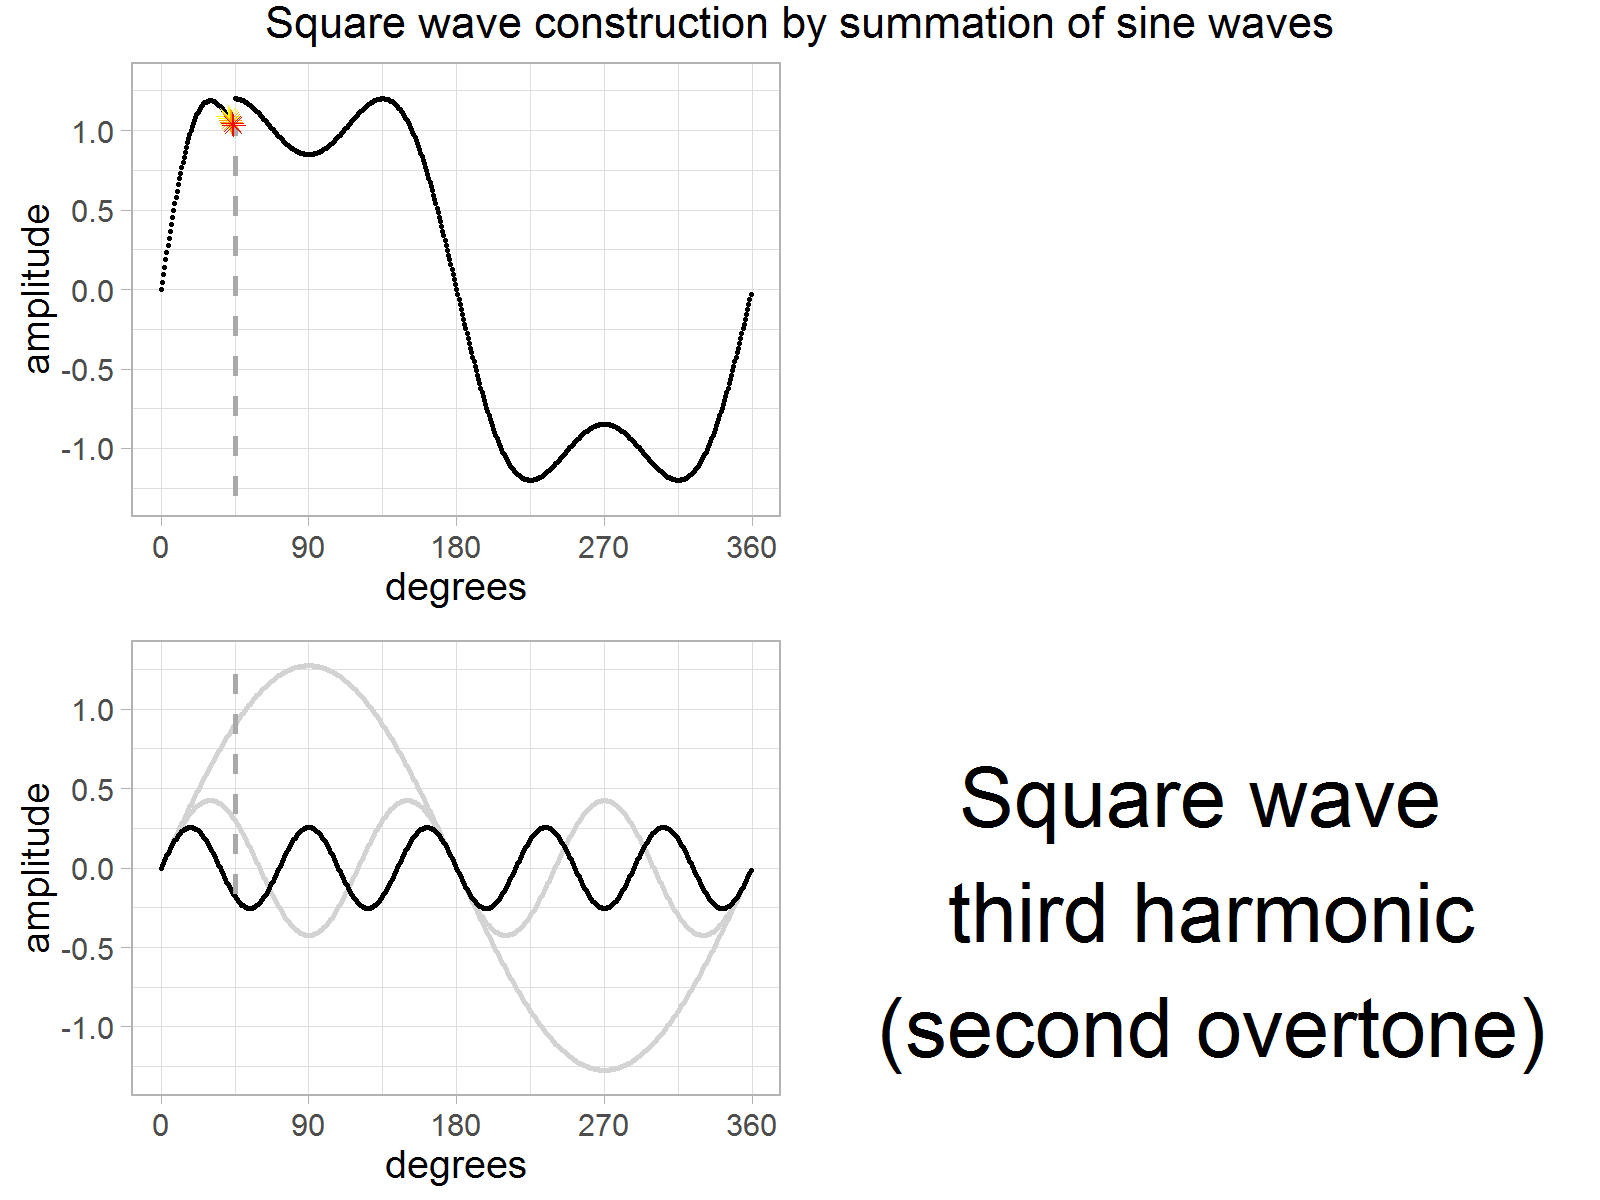 Square wave construction by summation of sine waves
amplitude
1.0
0.5
0.0
-0.5
-1.0
0 90 180 270 360
degrees
amplitude
1.0
0.5
0.0
-0.5
-1.0
0 90 180 270 360
degrees
Square wave
third harmonic
(second overtone)